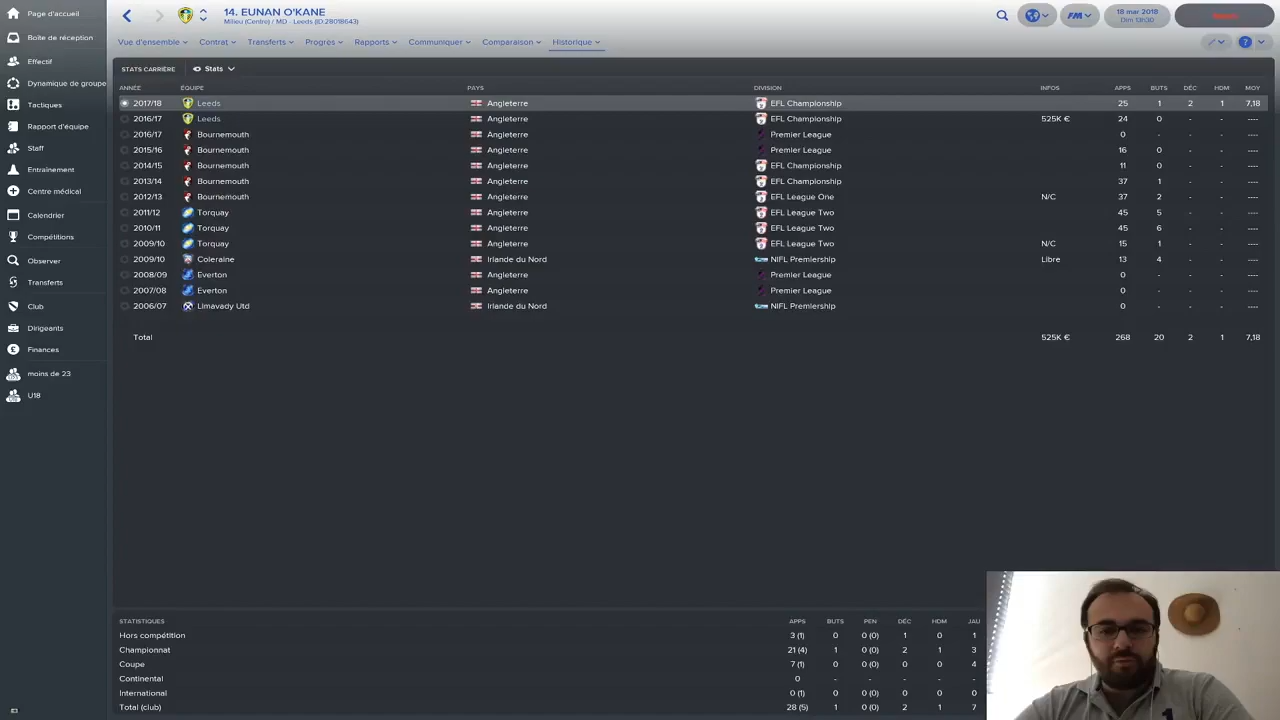 Page d'accueil
Boîte de réception
Effectif
Dynamique de groupe
Tactiques
Rapport d'équipe
Staff
Entraînement
Centre médical
Calendrier
Compétitions
Observer
Transferts
Club
Dirigeants
Finances
moins de 23
U18
14. EUNAN O'KANE
Milieu (Centre) / MD - Leeds (ID:28018643)
FM
18 mar 2018
Dim 13h30
Vue d'ensemble Contrat Transferts Progrès Rapports Communiquer Comparaison Historique
STATS CARRIÈRE Stats
ANNÉE ÉQUIPE PAYS DIVISION INFOS APPS BUTS DÉC HDM MOY
2017/18 Leeds Angleterre EFL Championship 25 1 2 1 7,18
2016/17 Leeds Angleterre EFL Championship 525K € 24 0 - - ----
2016/17 Bournemouth Angleterre Premier League 0 - - - ----
2015/16 Bournemouth Angleterre Premier League 16 0 - - ----
2014/15 Bournemouth Angleterre EFL Championship 11 0 - - ----
2013/14 Bournemouth Angleterre EFL Championship 37 1 - - ----
2012/13 Bournemouth Angleterre EFL League One N/C 37 2 - - ----
2011/12 Torquay Angleterre EFL League Two 45 5 - - ----
2010/11 Torquay Angleterre EFL League Two 45 6 - - ----
2009/10 Torquay Angleterre EFL League Two N/C 15 1 - - ----
2009/10 Coleraine Irlande du Nord NIFL Premiership Libre 13 4 - - ----
2008/09 Everton Angleterre Premier League 0 - - - ----
2007/08 Everton Angleterre Premier League 0 - - - ----
2006/07 Limavady Utd Irlande du Nord NIFL Premiership 0 - - - ----
Total 525K € 268 20 2 1 7,18
STATISTIQUES APPS BUTS PEN DÉC HDM JAU
Hors compétition 3 (1) 0 0 (0) 1 0 1
Championnat 21 (4) 1 0 (0) 2 1 3
Coupe 7 (1) 0 0 (0) 0 0 4
Continental 0 - - - - -
International 0 (1) 0 0 (0) 0 0 0
Total (club) 28 (5) 1 0 (0) 2 1 7